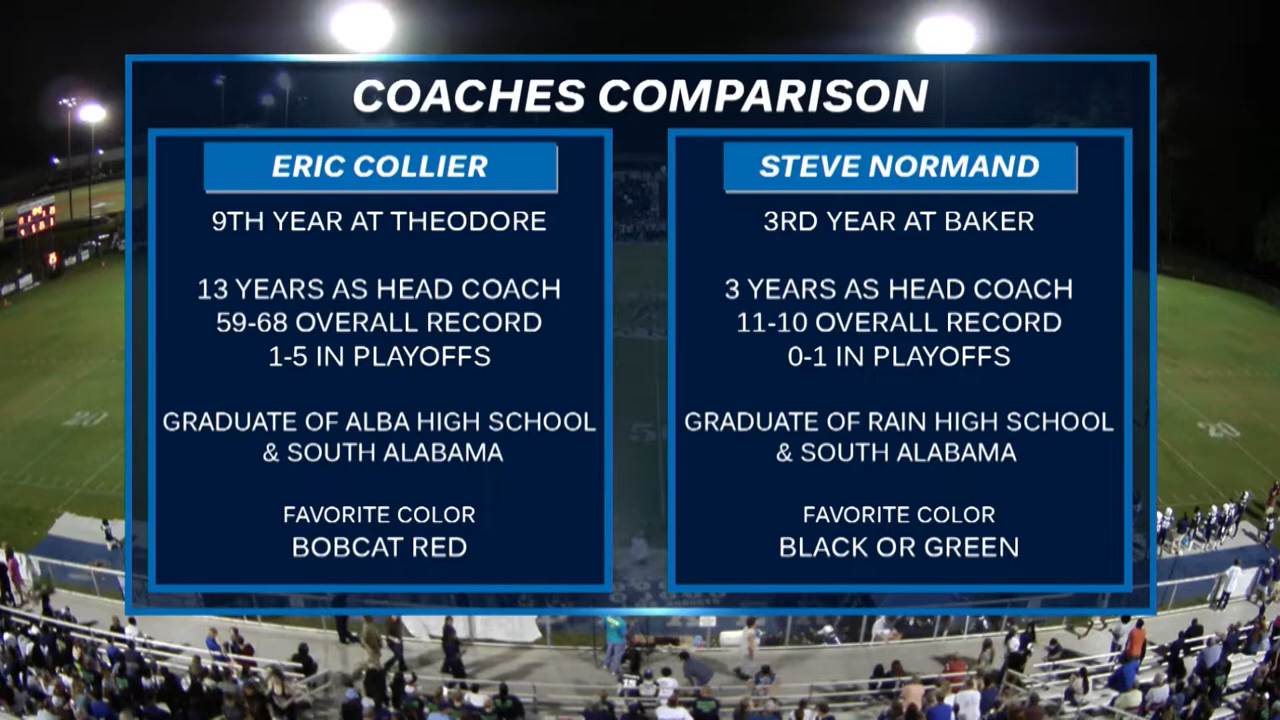 COACHES COMPARISON
ERIC COLLIER
9TH YEAR AT THEODORE
13 YEARS AS HEAD COACH
59-68 OVERALL RECORD
1-5 IN PLAYOFFS
GRADUATE OF ALBA HIGH SCHOOL
& SOUTH ALABAMA
FAVORITE COLOR
BOBCAT RED
STEVE NORMAND
3RD YEAR AT BAKER
3 YEARS AS HEAD COACH
11-10 OVERALL RECORD
0-1 IN PLAYOFFS
GRADUATE OF RAIN HIGH SCHOOL
& SOUTH ALABAMA
FAVORITE COLOR
BLACK OR GREEN
20
20